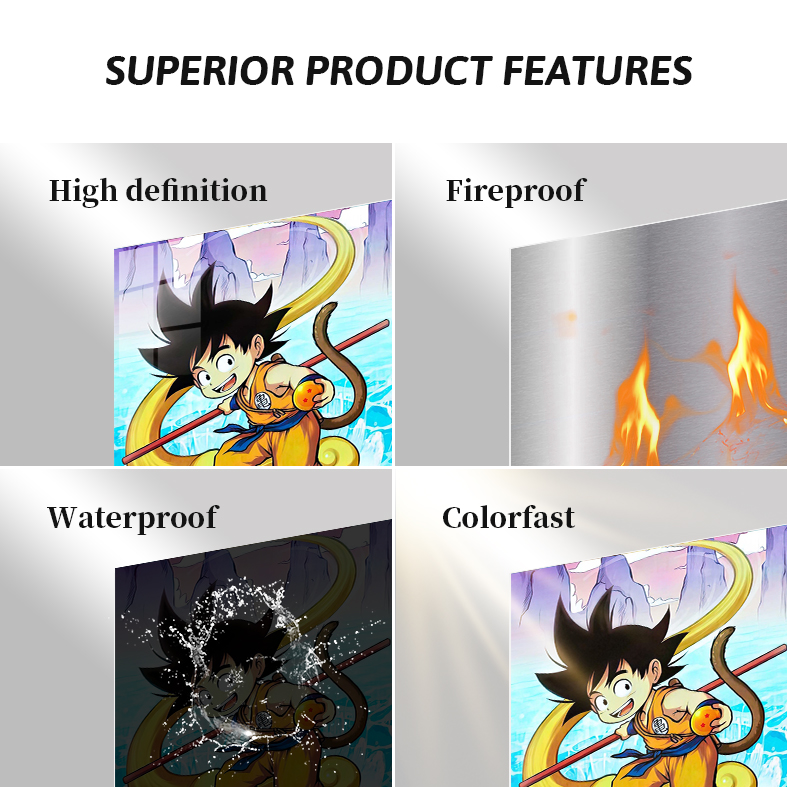 SUPERIOR PRODUCT FEATURES
High definition
Fireproof
Waterproof
Colorfast